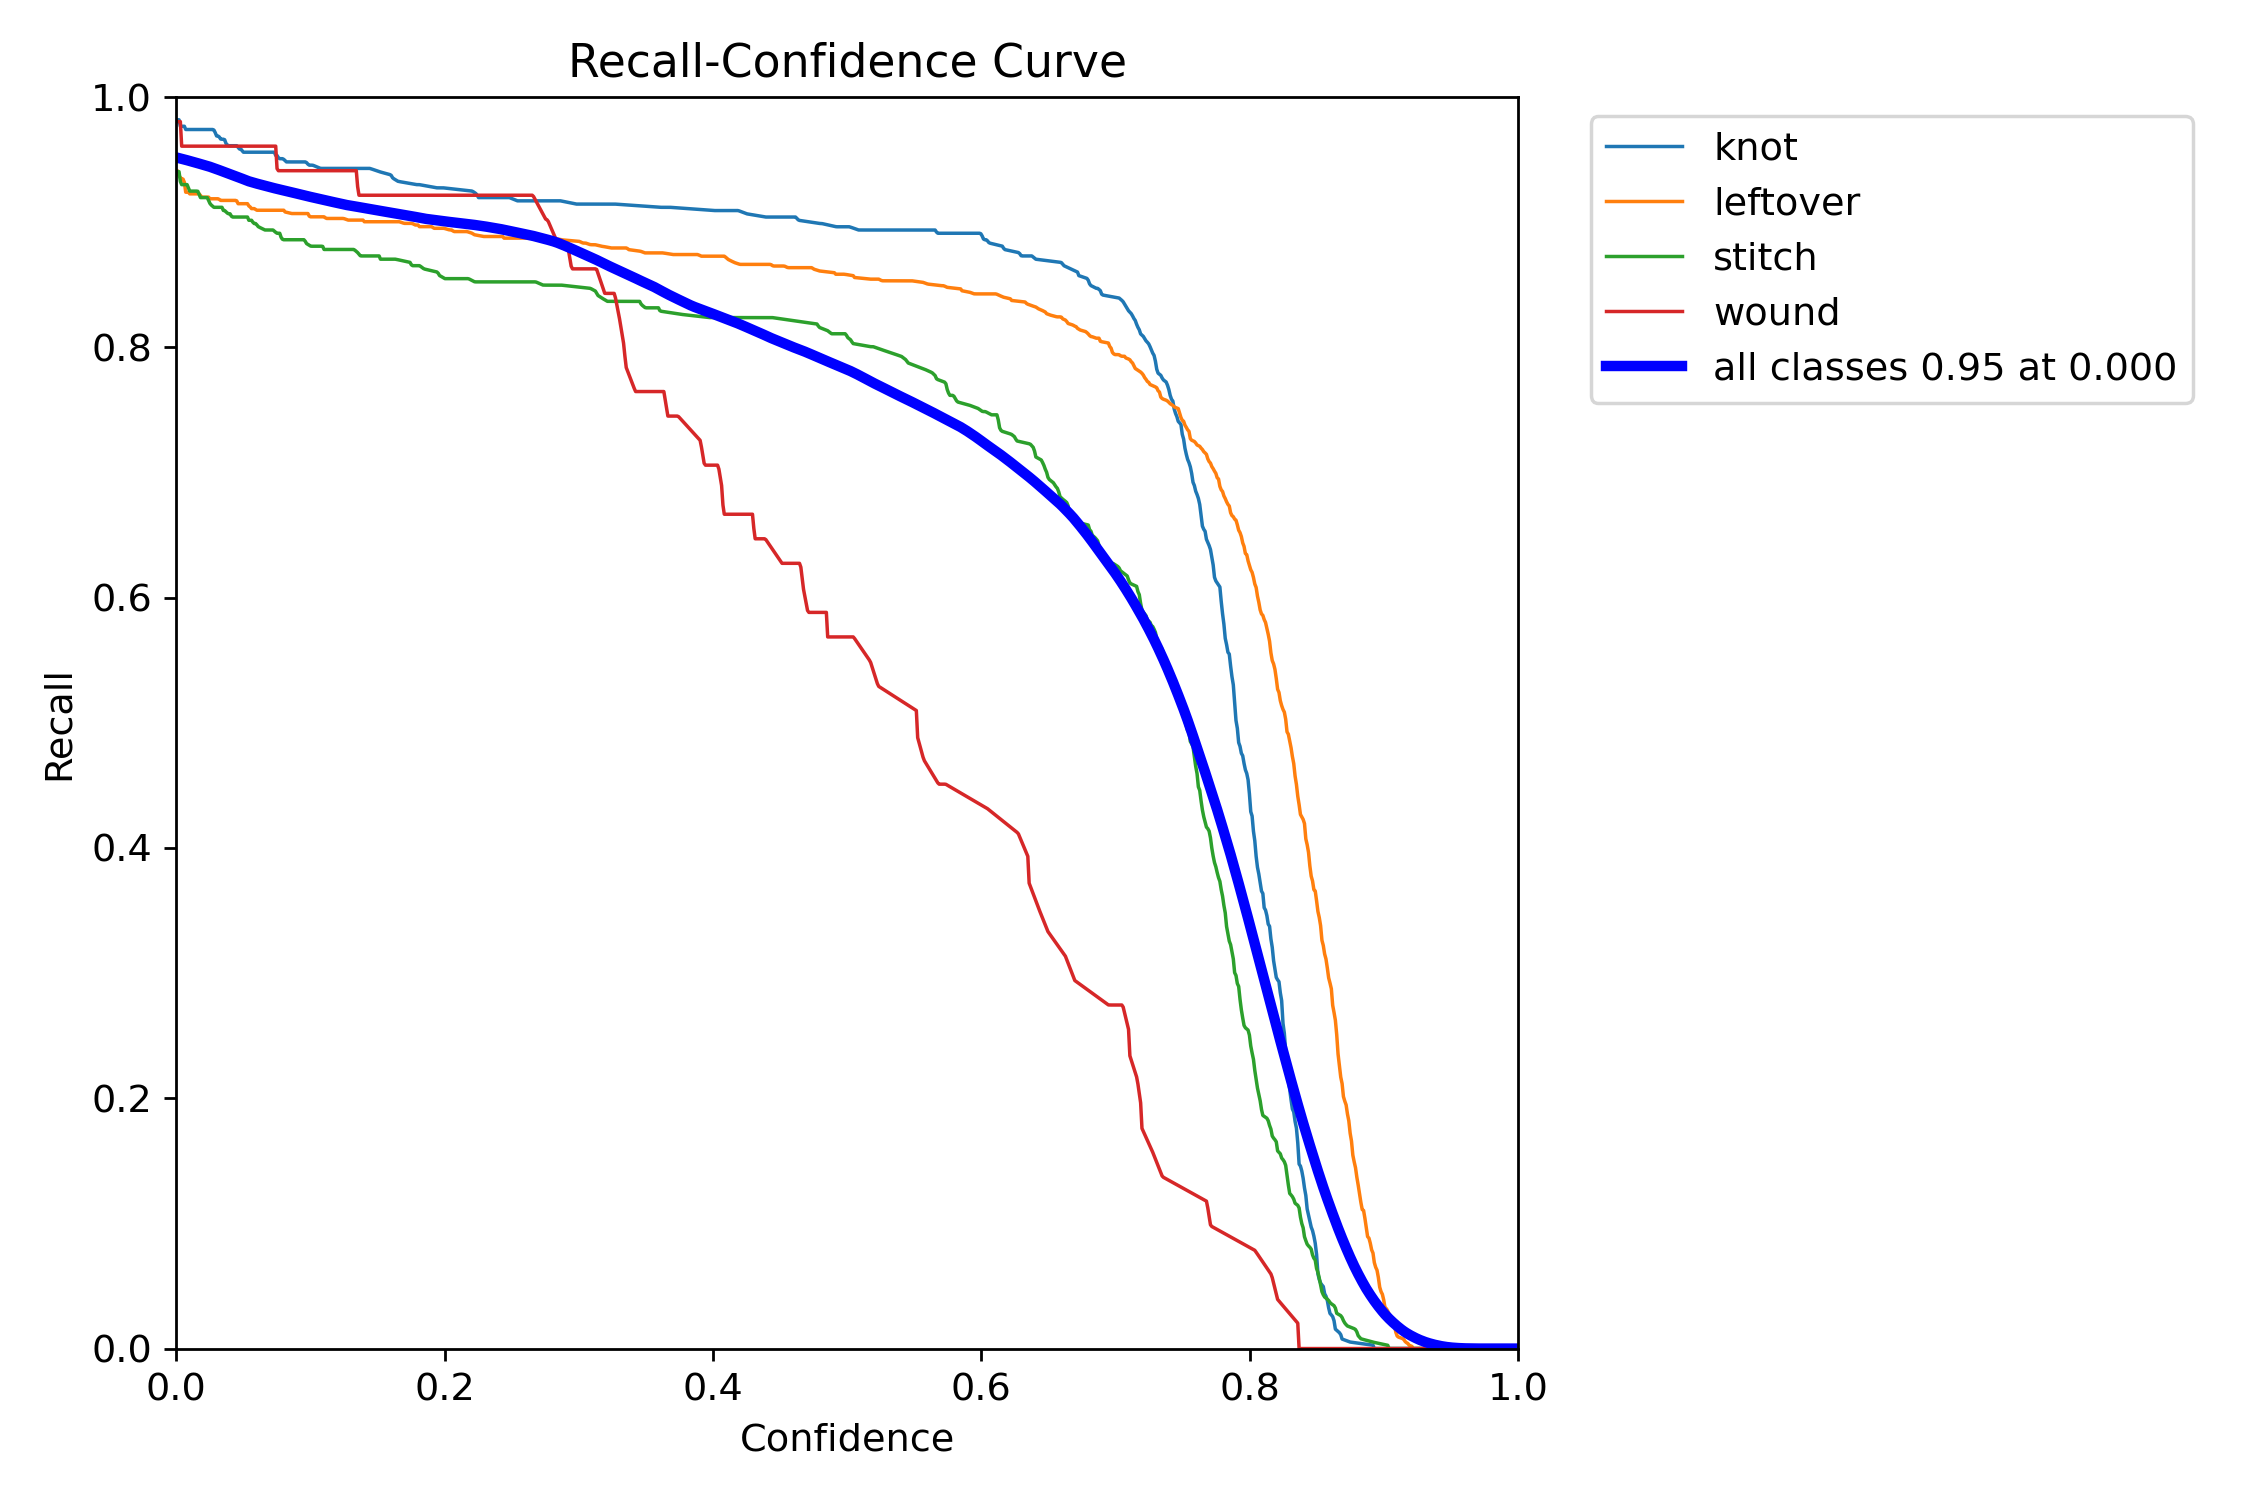 Recall-Confidence Curve
1.0
0.8
0.6
0.4
0.2
0.0
Recall
0.0 0.2 0.4 0.6 0.8 1.0
Confidence
knot
leftover
stitch
wound
all classes 0.95 at 0.000